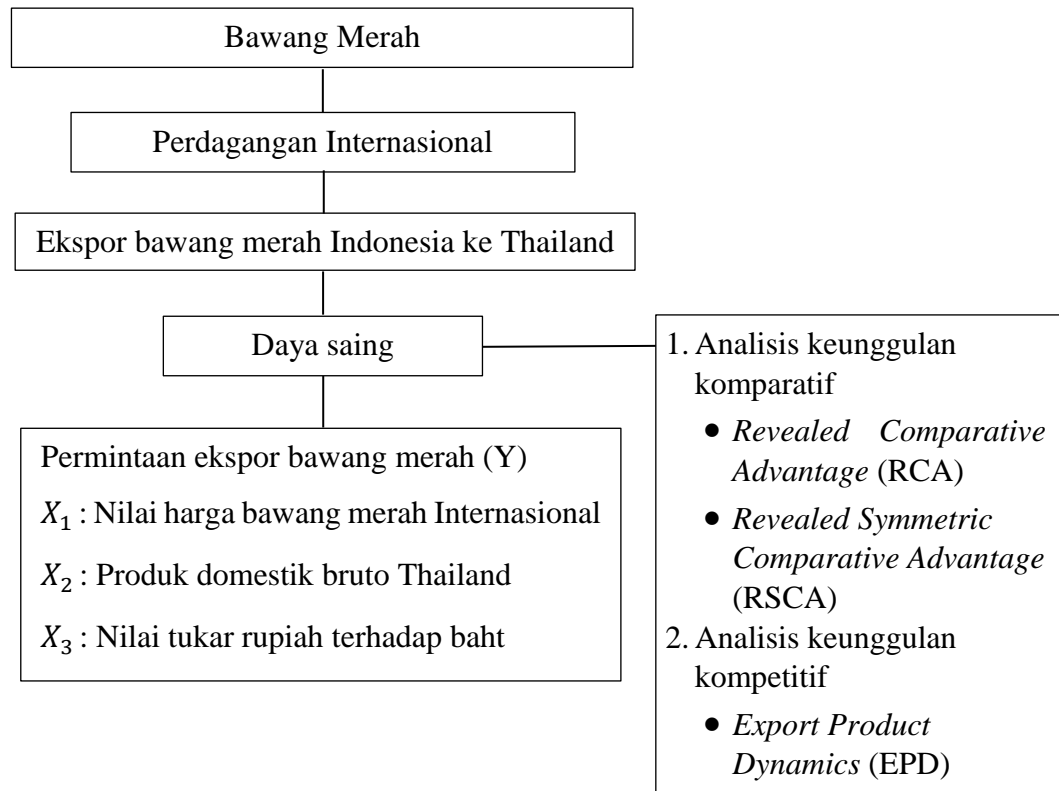 Bawang Merah
Perdagangan Internasional
Ekspor bawang merah Indonesia ke Thailand
Daya saing
Permintaan ekspor bawang merah (Y)
X₁ : Nilai harga bawang merah Internasional
X₂ : Produk domestik bruto Thailand
X₃ : Nilai tukar rupiah terhadap baht
1. Analisis keunggulan
komparatif
• Revealed Comparative
Advantage (RCA)
• Revealed Symmetric
Comparative Advantage
(RSCA)
2. Analisis keunggulan
kompetitif
• Export Product
Dynamics (EPD)